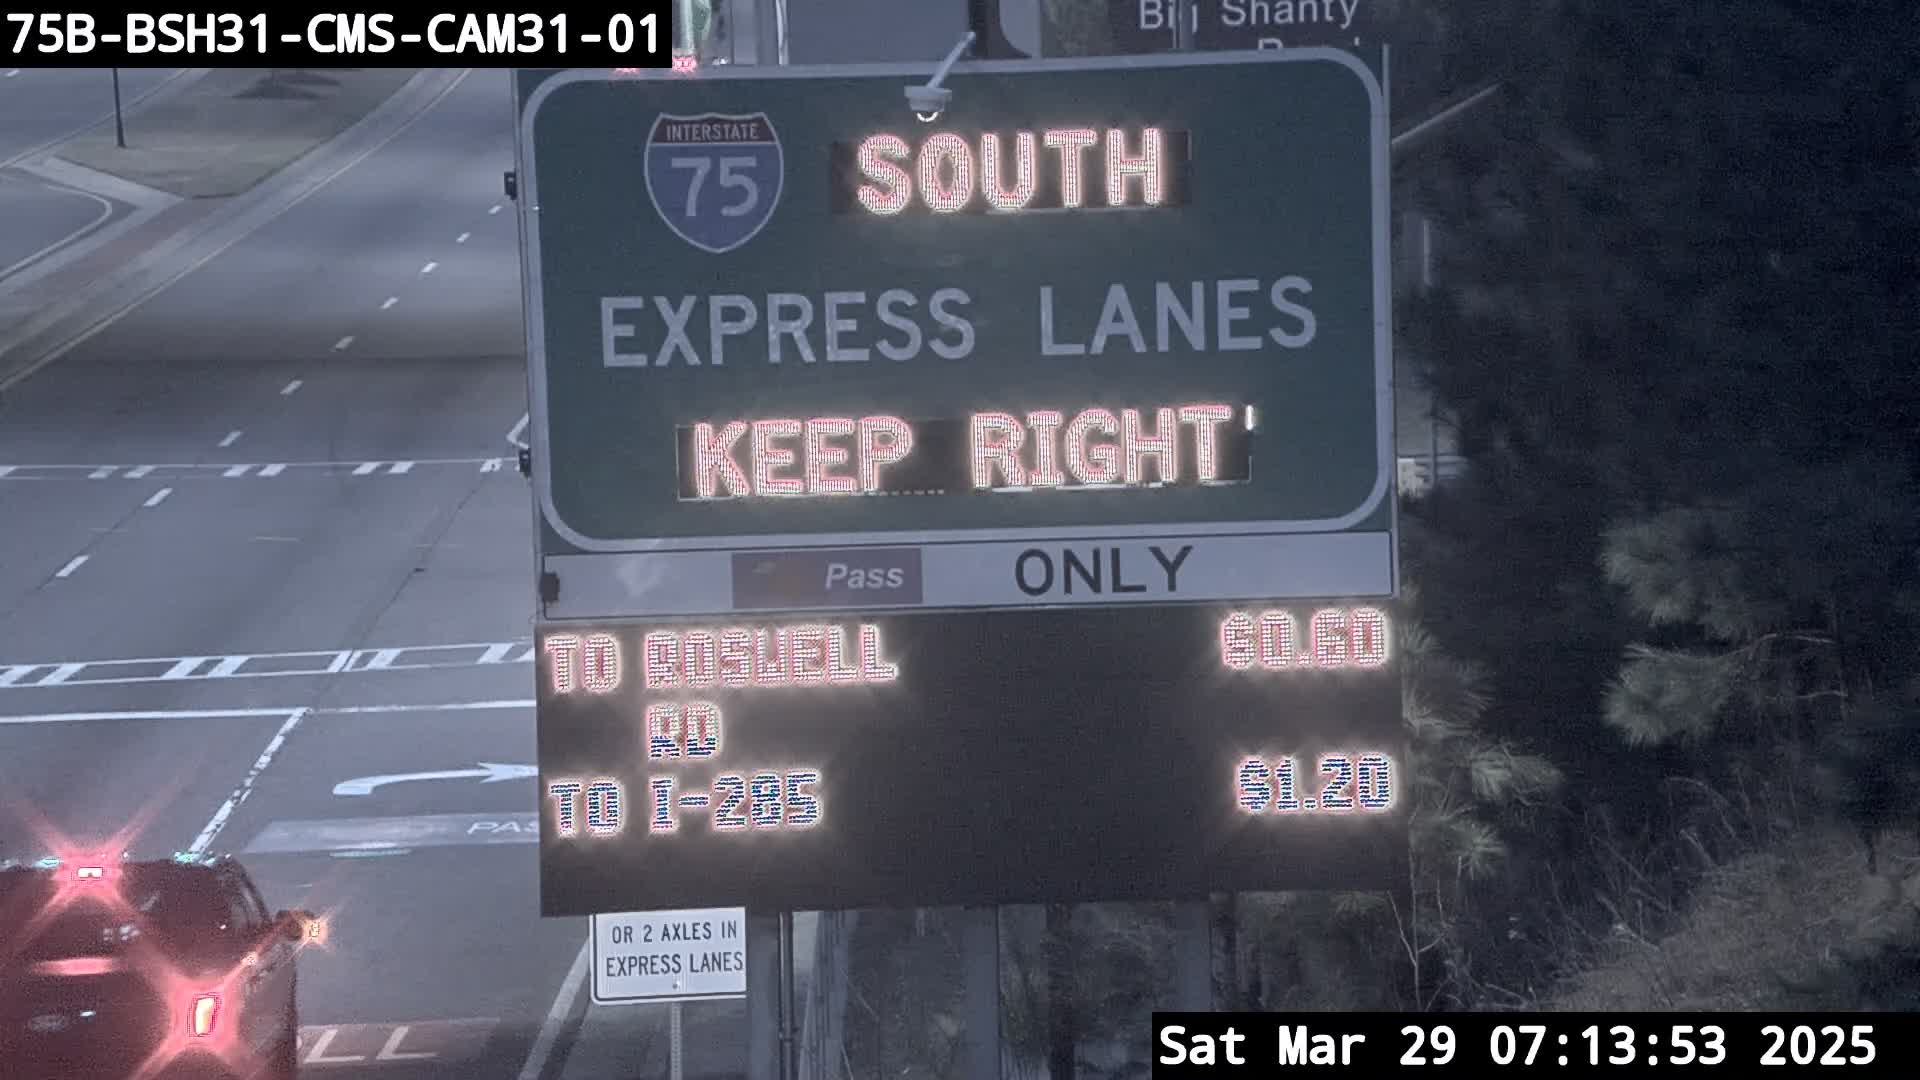 75B-BSH31-CMS-CAM31-01
Big Shanty
INTERSTATE
75
SOUTH
EXPRESS LANES
KEEP RIGHT
Pass
ONLY
TO ROSWELL $0.60
RD
TO I-285 $1.20
OR 2 AXLES IN
EXPRESS LANES
Sat Mar 29 07:13:53 2025